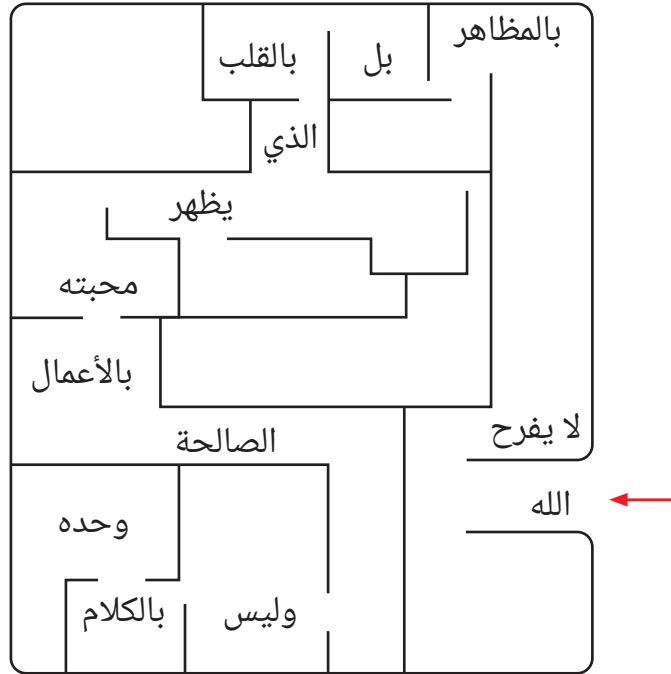 بالمظاهر
بل
بالقلب
الذي
يظهر
محبته
بالأعمال
لا يفرح
الصالحة
الله
وحده
بالكلام
وليس